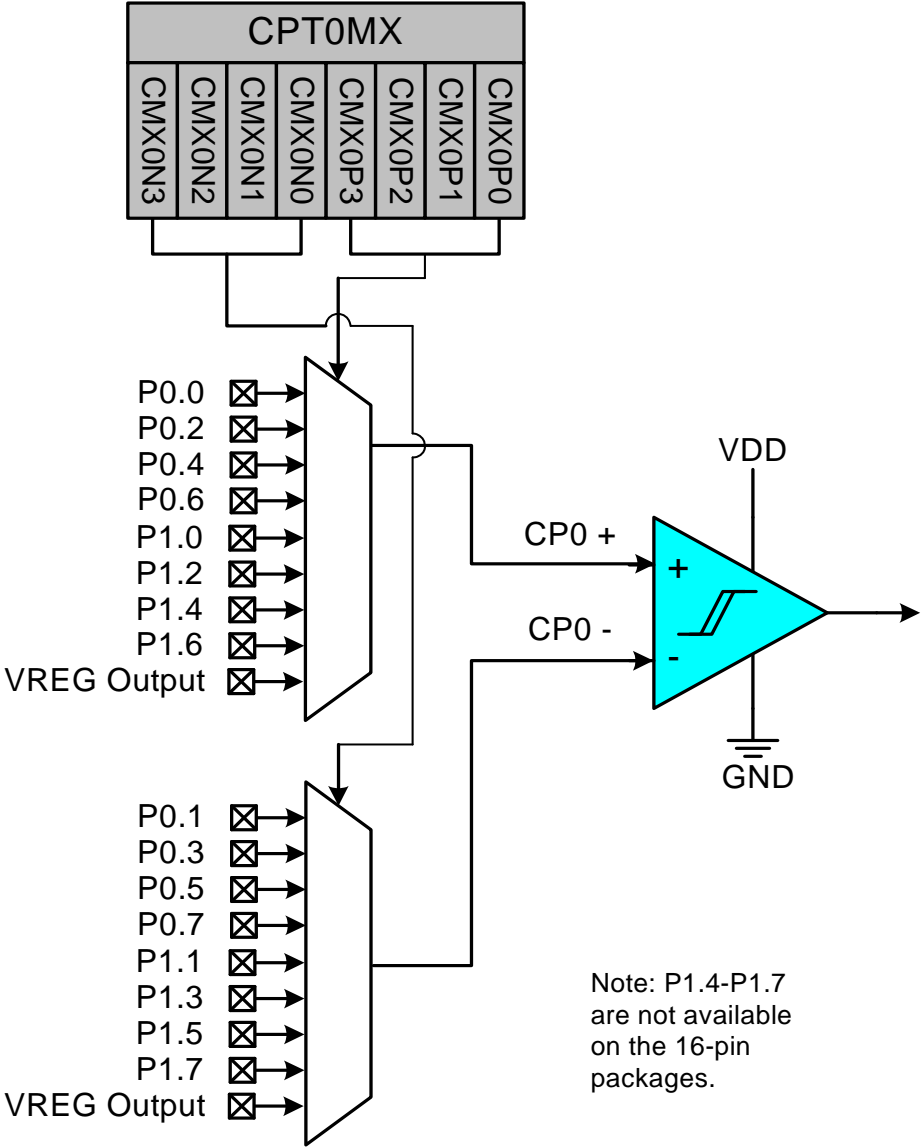 CPT0MX
CMX0N3
CMX0N2
CMX0N1
CMX0N0
CMX0P3
CMX0P2
CMX0P1
CMX0P0
P0.0
P0.2
P0.4
P0.6
P1.0
P1.2
P1.4
P1.6
VREG Output
VDD
CP0 +
+
CP0 -
-
GND
P0.1
P0.3
P0.5
P0.7
P1.1
P1.3
P1.5
P1.7
VREG Output
Note: P1.4-P1.7
are not available
on the 16-pin
packages.